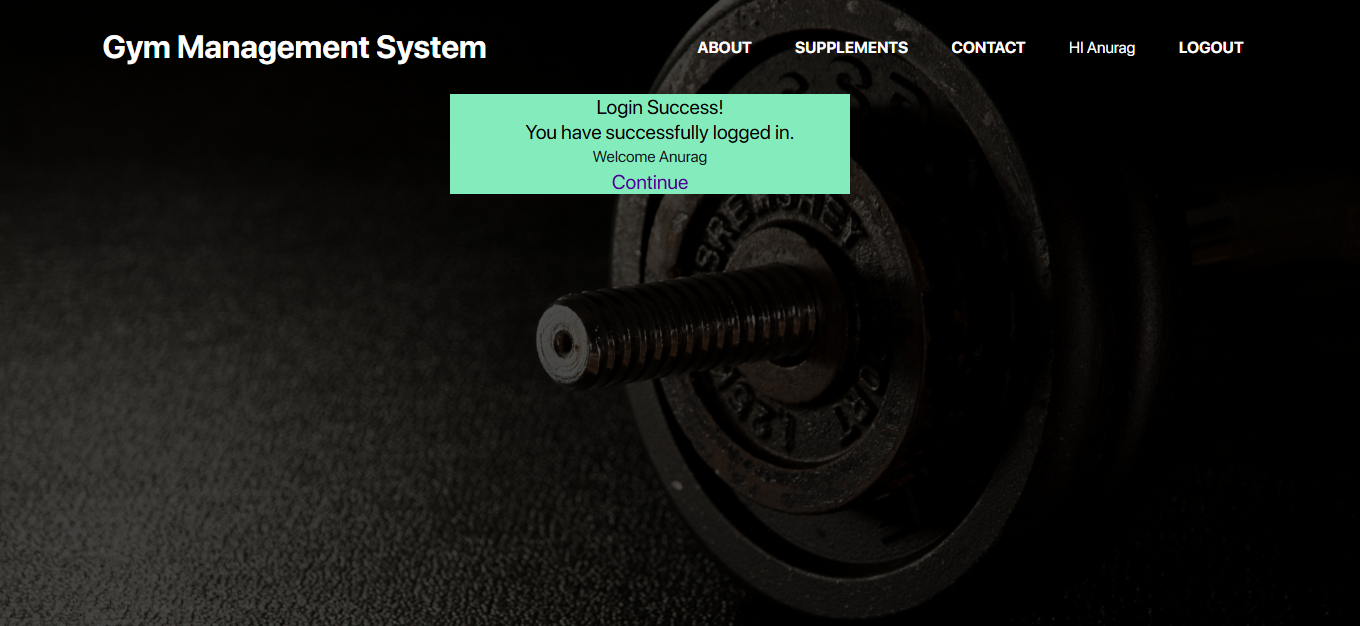 Gym Management System
ABOUT SUPPLEMENTS CONTACT HI Anurag LOGOUT
Login Success!
You have successfully logged in.
Welcome Anurag
Continue